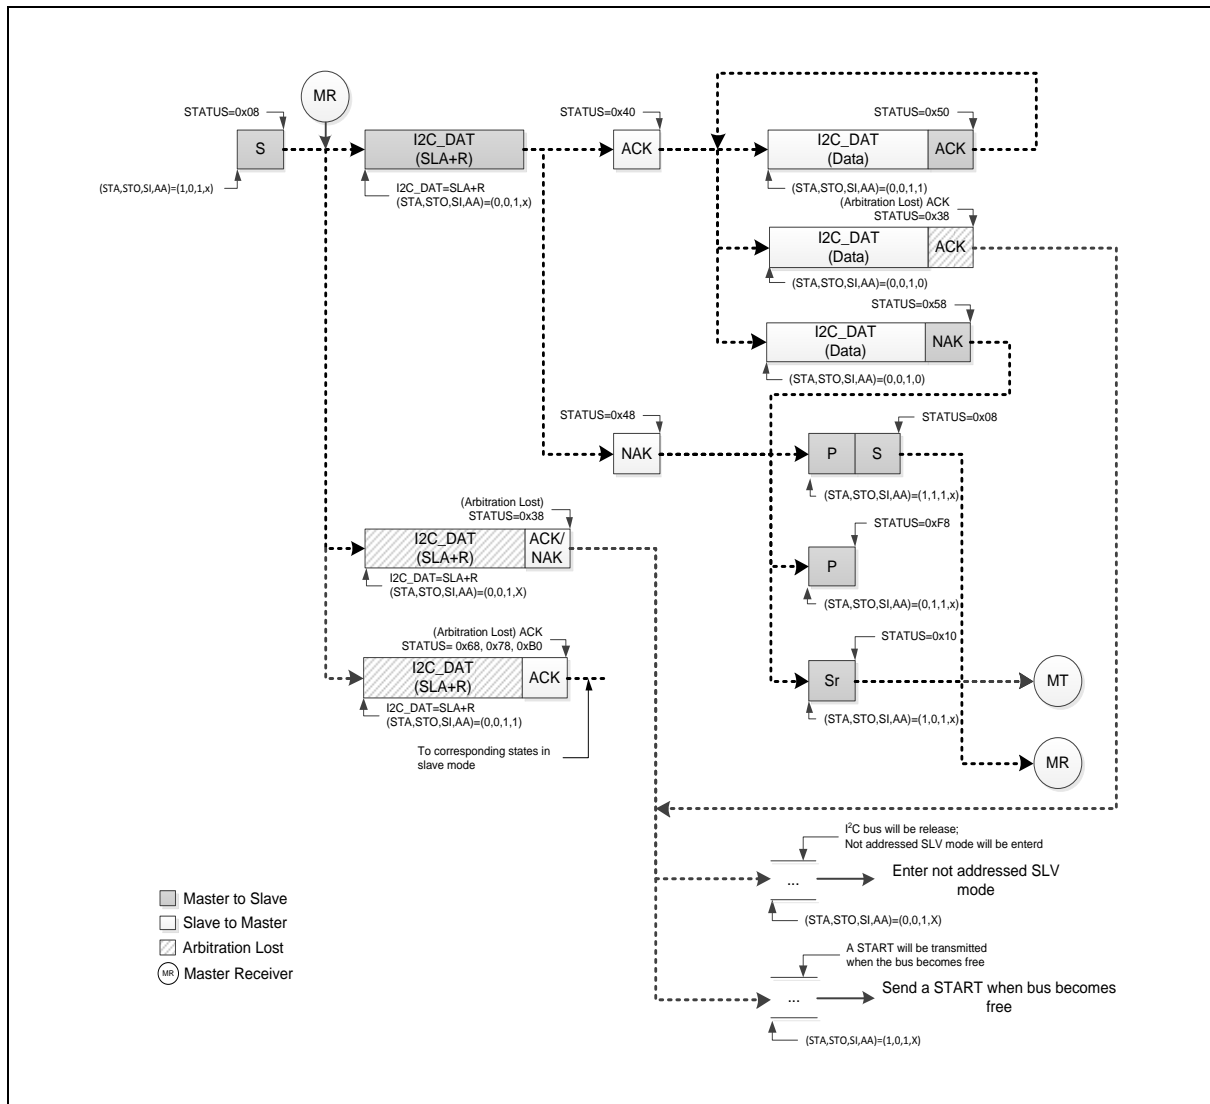 MR
STATUS=0x08
STATUS=0x40
STATUS=0x50
S
I2C_DAT
(SLA+R)
ACK
I2C_DAT
(Data)
ACK
(STA,STO,SI,AA)=(1,0,1,x)
I2C_DAT=SLA+R
(STA,STO,SI,AA)=(0,0,1,x)
(STA,STO,SI,AA)=(0,0,1,1)
(Arbitration Lost) ACK
STATUS=0x38
I2C_DAT
(Data)
ACK
(STA,STO,SI,AA)=(0,0,1,0)
STATUS=0x58
I2C_DAT
(Data)
NAK
(STA,STO,SI,AA)=(0,0,1,0)
STATUS=0x48
STATUS=0x08
NAK
P
S
(STA,STO,SI,AA)=(1,1,1,x)
(Arbitration Lost)
STATUS=0x38
I2C_DAT
(SLA+R)
ACK/
NAK
I2C_DAT=SLA+R
(STA,STO,SI,AA)=(0,0,1,X)
STATUS=0xF8
P
(STA,STO,SI,AA)=(0,1,1,x)
(Arbitration Lost) ACK
STATUS= 0x68, 0x78, 0xB0
I2C_DAT
(SLA+R)
ACK
I2C_DAT=SLA+R
(STA,STO,SI,AA)=(0,0,1,1)
STATUS=0x10
Sr
MT
(STA,STO,SI,AA)=(1,0,1,x)
To corresponding states in
slave mode
MR
I²C bus will be release;
Not addressed SLV mode will be enterd
...
Enter not addressed SLV
mode
(STA,STO,SI,AA)=(0,0,1,X)
A START will be transmitted
when the bus becomes free
...
Send a START when bus becomes
free
(STA,STO,SI,AA)=(1,0,1,X)
Master to Slave
Slave to Master
Arbitration Lost
MR
Master Receiver